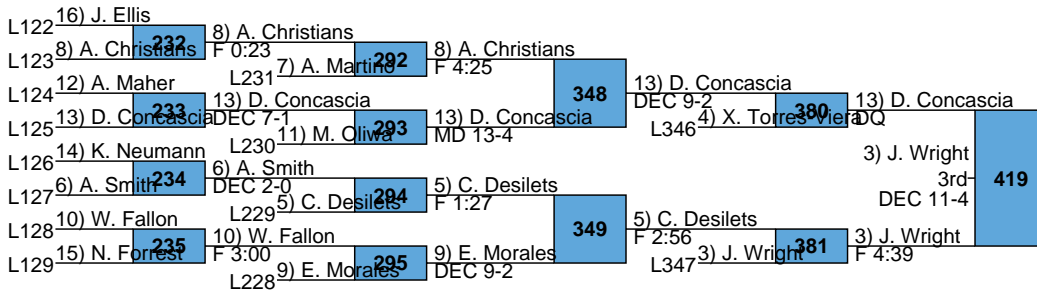 L122 16) J. Ellis
232
L123 8) A. Christians
8) A. Christians
F 0:23
L231 7) A. Martino
292
8) A. Christians
F 4:25
L124 12) A. Maher
233
L125 13) D. Concascia
13) D. Concascia
DEC 7-1
L230 11) M. Oliwa
293
13) D. Concascia
MD 13-4
348
13) D. Concascia
DEC 9-2
L346 4) X. Torres-Viera
380
13) D. Concascia
DQ
L126 14) K. Neumann
234
L127 6) A. Smith
6) A. Smith
DEC 2-0
L229 5) C. Desilets
294
5) C. Desilets
F 1:27
L128 10) W. Fallon
235
L129 15) N. Forrest
10) W. Fallon
F 3:00
L228 9) E. Morales
295
9) E. Morales
DEC 9-2
349
5) C. Desilets
F 2:56
L347 3) J. Wright
381
3) J. Wright
F 4:39
3) J. Wright
3rd
DEC 11-4
419